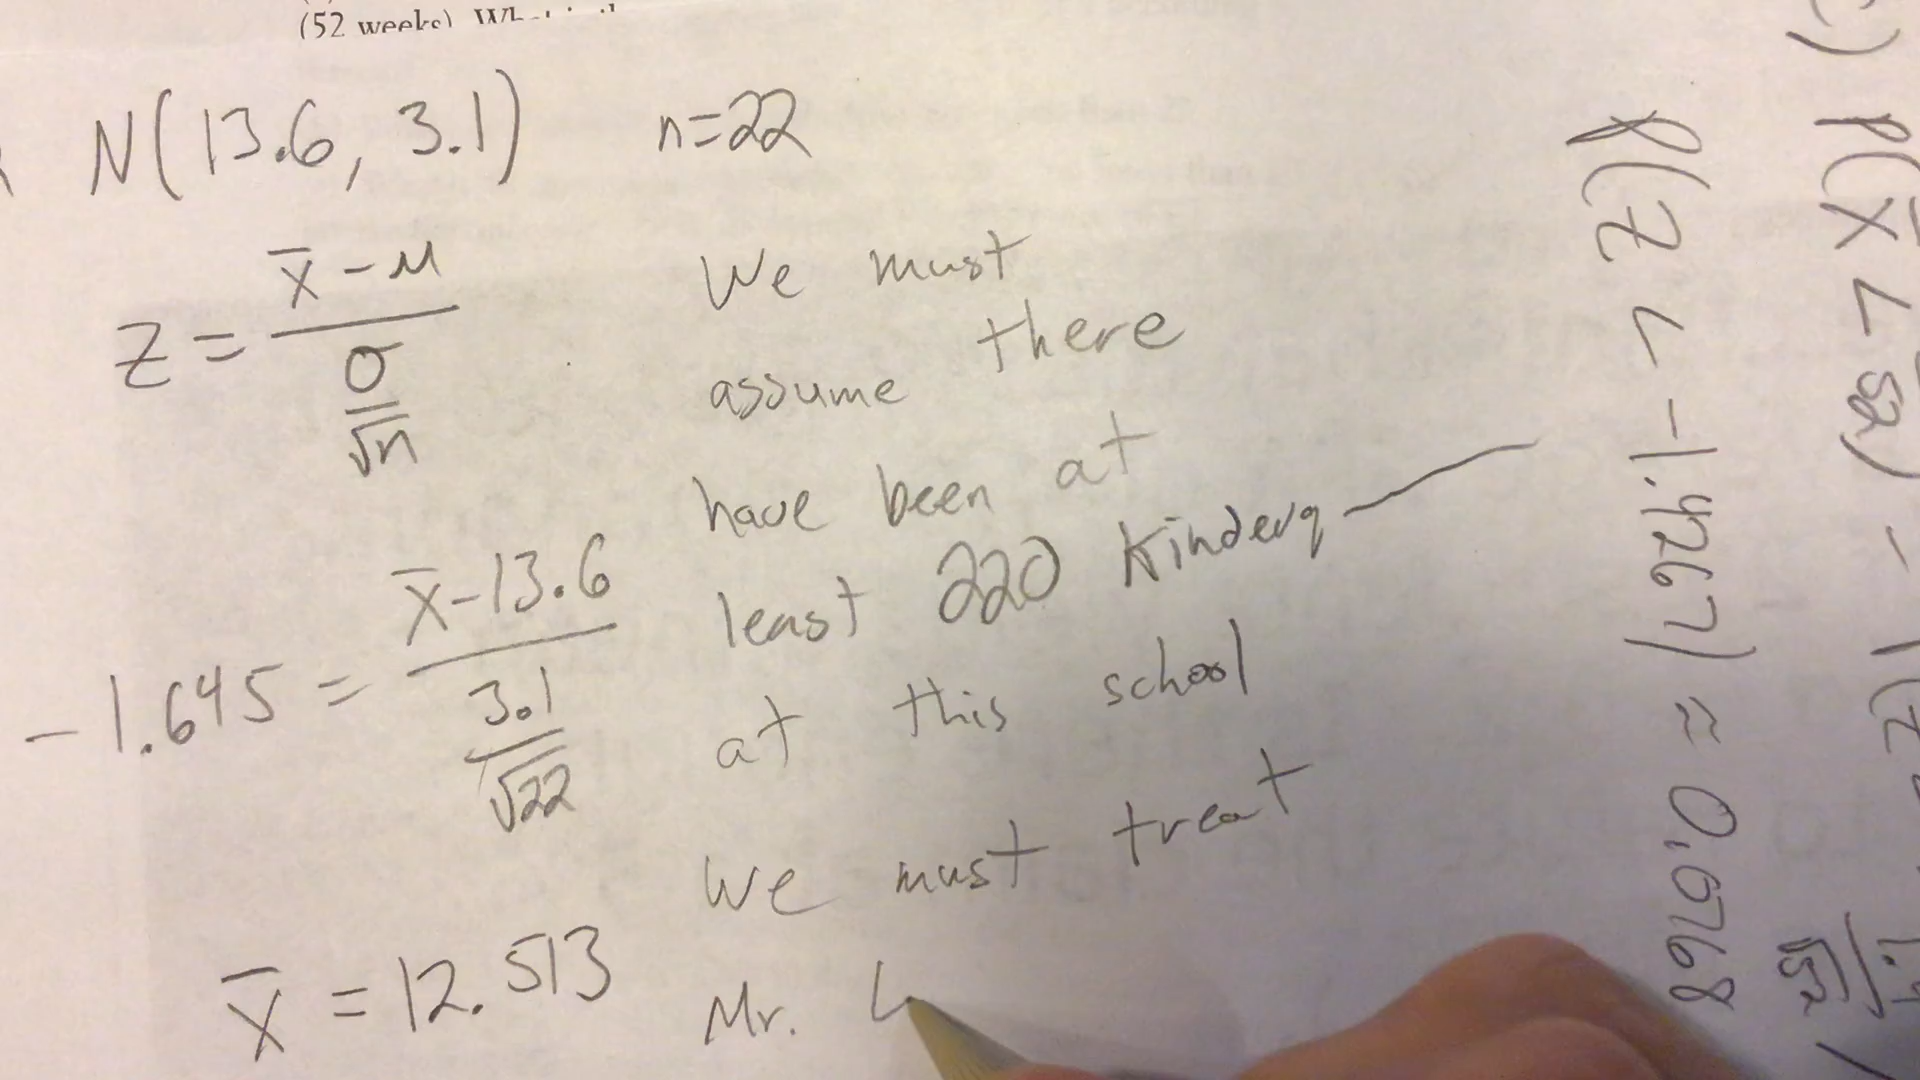 (52 weeks)
N(13.6, 3.1) n=22
z = (x̄ - μ) / (σ/√n)
We must
assume there
have been at
least 220 Kinderg
at this school
-1.645 = (x̄ - 13.6) / (3.1/√22)
We must treat
x̄ = 12.513
Mr.
P(Z < -1.4267) ≈ 0.0768